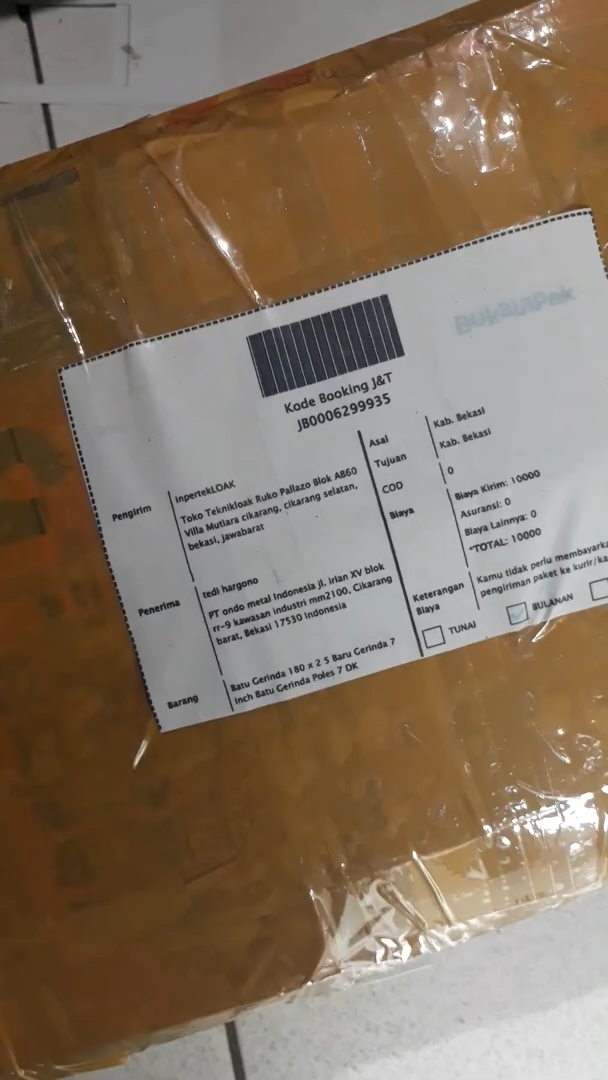 BukalaPak
Kode Booking J&T
JB0006299935
Pengirim
InpertekLOAK
Toko Teknikloak Ruko Pallazo Blok AB60
Villa Mutiara cikarang, cikarang selatan,
bekasi, jawabarat
Penerima
tedi hargono
PT ondo metal Indonesia jl. Irian XV blok
rr-9 kawasan industri mm2100, Cikarang
barat, Bekasi 17530 Indonesia
Barang
Batu Gerinda 180 x 2 5 Baru Gerinda 7
Inch Batu Gerinda Poles 7 DK
Asal
Kab. Bekasi
Tujuan
Kab. Bekasi
COD
0
Biaya
Biaya Kirim: 10000
Asuransi: 0
Biaya Lainnya: 0
*TOTAL: 10000
Keterangan
Biaya
Kamu tidak perlu membayarka
pengiriman paket ke kurir/ka
TUNAI
BULANAN